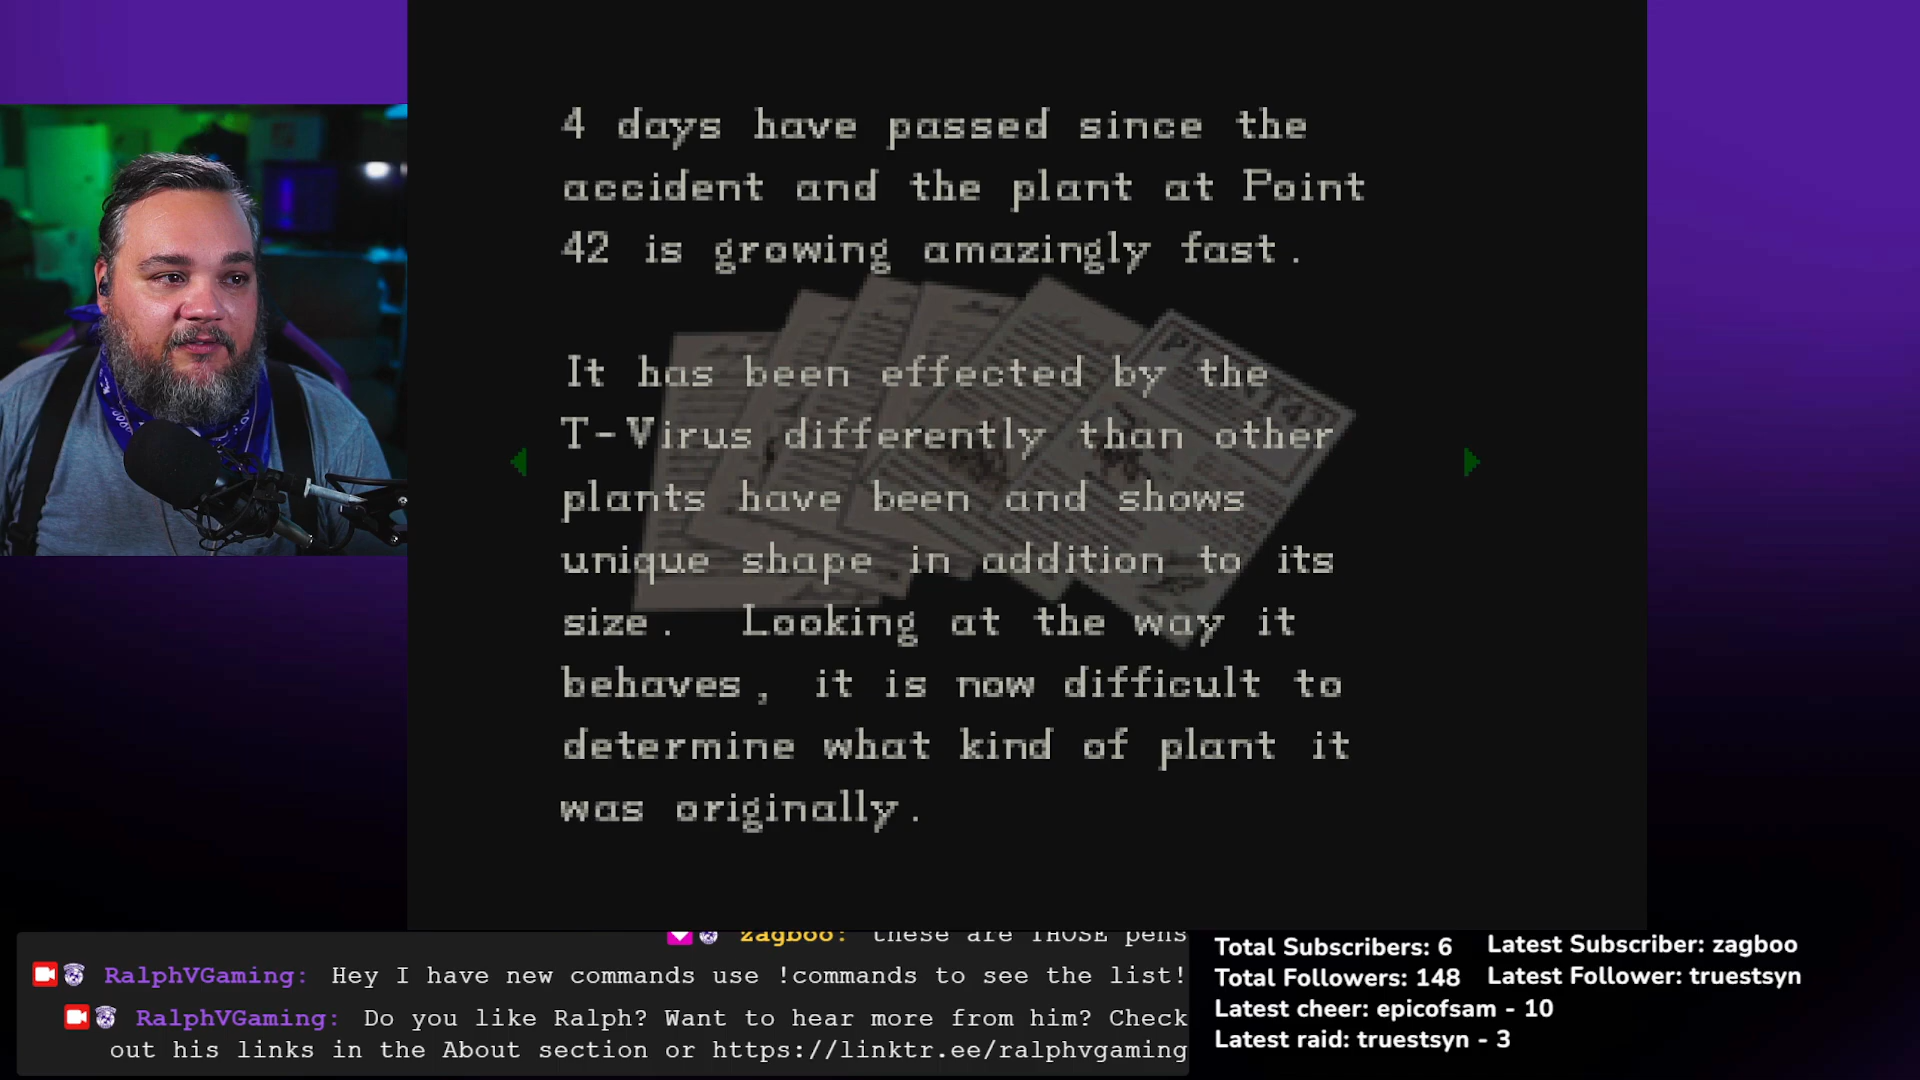 4 days have passed since the
accident and the plant at Point
42 is growing amazingly fast.
It has been effected by the
T-Virus differently than other
plants have been and shows
unique shape in addition to its
size. Looking at the way it
behaves, it is now difficult to
determine what kind of plant it
was originally.
zagboo: these are THOSE pens
RalphVGaming: Hey I have new commands use !commands to see the list!
RalphVGaming: Do you like Ralph? Want to hear more from him? Check
out his links in the About section or https://linktr.ee/ralphvgaming
Total Subscribers: 6
Latest Subscriber: zagboo
Total Followers: 148
Latest Follower: truestsyn
Latest cheer: epicofsam - 10
Latest raid: truestsyn - 3